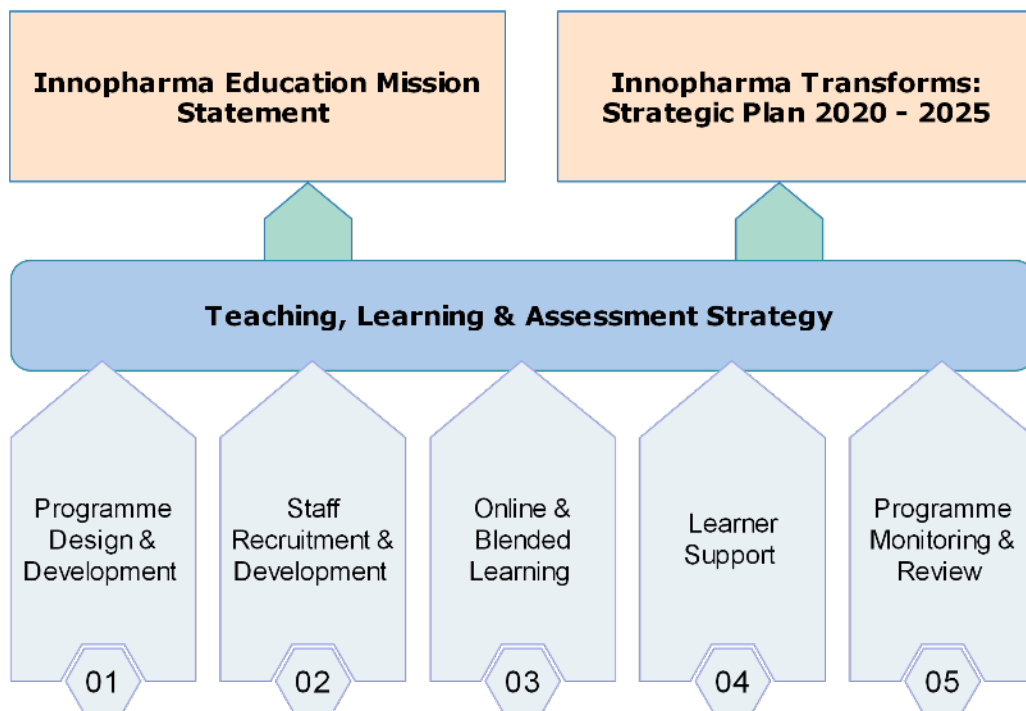 Innopharma Education Mission
Statement
Innopharma Transforms:
Strategic Plan 2020 - 2025
Teaching, Learning & Assessment Strategy
Programme
Design &
Development
Staff
Recruitment &
Development
Online &
Blended
Learning
Learner
Support
Programme
Monitoring &
Review
01
02
03
04
05